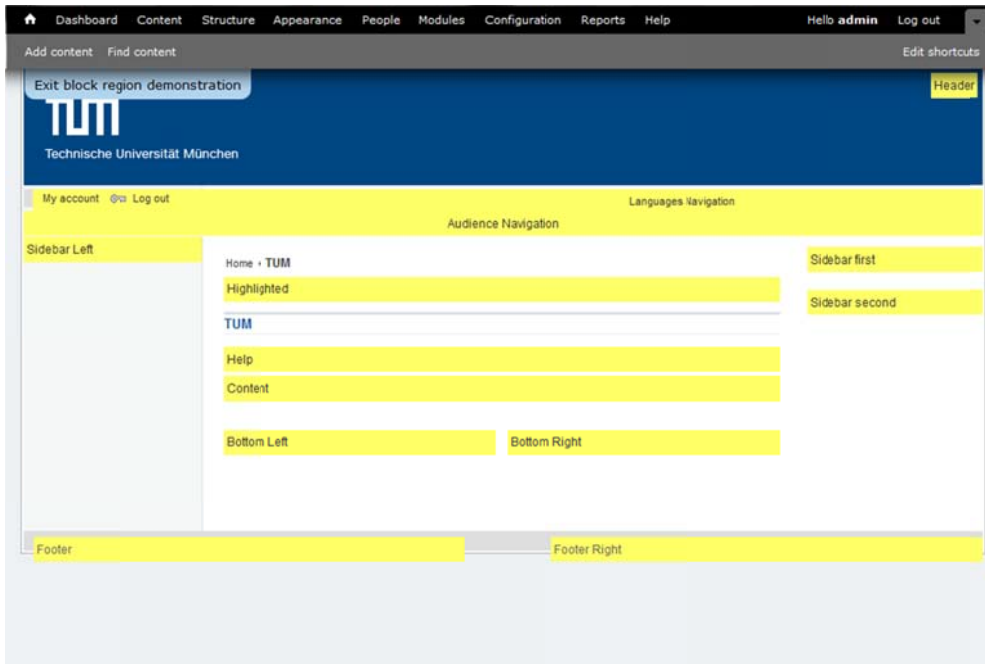 Dashboard Content Structure Appearance People Modules Configuration Reports Help Hello admin Log out
Add content Find content Edit shortcuts
Exit block region demonstration Header
TUM
Technische Universität München
My account Log out Languages Navigation
Audience Navigation
Sidebar Left
Home › TUM
Sidebar first
Highlighted
Sidebar second
TUM
Help
Content
Bottom Left Bottom Right
Footer Footer Right